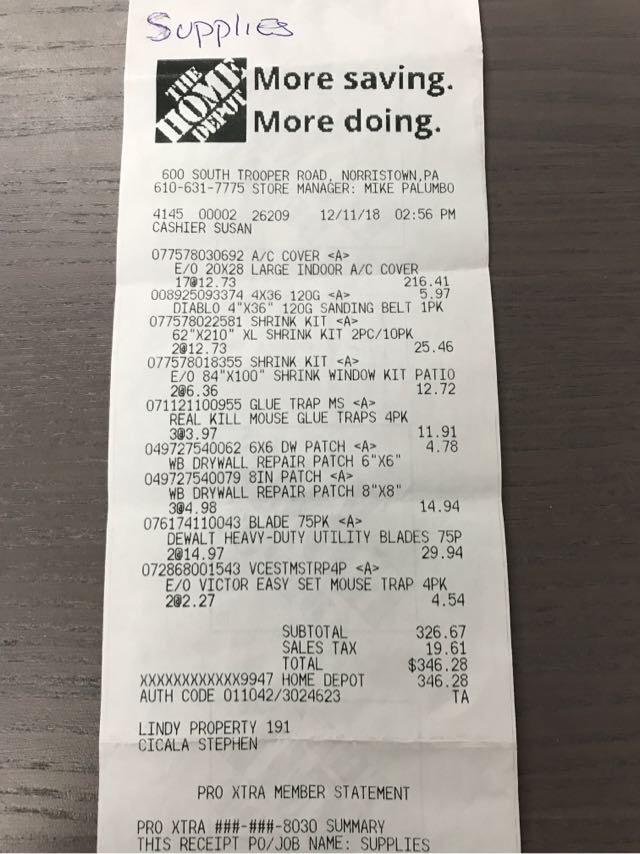 Supplies
THE HOME DEPOT
More saving.
More doing.
600 SOUTH TROOPER ROAD, NORRISTOWN,PA
610-631-7775 STORE MANAGER: MIKE PALUMBO
4145 00002 26209 12/11/18 02:56 PM
CASHIER SUSAN
077578030692 A/C COVER <A>
E/O 20X28 LARGE INDOOR A/C COVER
17@12.73 216.41
008925093374 4X36 120G <A> 5.97
DIABLO 4"X36" 120G SANDING BELT 1PK
077578022581 SHRINK KIT <A>
62"X210" XL SHRINK KIT 2PC/10PK
2@12.73 25.46
077578018355 SHRINK KIT <A>
E/O 84"X100" SHRINK WINDOW KIT PATIO
2@6.36 12.72
071121100955 GLUE TRAP MS <A>
REAL KILL MOUSE GLUE TRAPS 4PK
3@3.97 11.91
049727540062 6X6 DW PATCH <A> 4.78
WB DRYWALL REPAIR PATCH 6"X6"
049727540079 8IN PATCH <A>
WB DRYWALL REPAIR PATCH 8"X8"
3@4.98 14.94
076174110043 BLADE 75PK <A>
DEWALT HEAVY-DUTY UTILITY BLADES 75P
2@14.97 29.94
072868001543 VCESTMSTRP4P <A>
E/O VICTOR EASY SET MOUSE TRAP 4PK
2@2.27 4.54
SUBTOTAL 326.67
SALES TAX 19.61
TOTAL $346.28
XXXXXXXXXXXX9947 HOME DEPOT 346.28
AUTH CODE 011042/3024623 TA
LINDY PROPERTY 191
CICALA STEPHEN
PRO XTRA MEMBER STATEMENT
PRO XTRA ###-###-8030 SUMMARY
THIS RECEIPT PO/JOB NAME: SUPPLIES